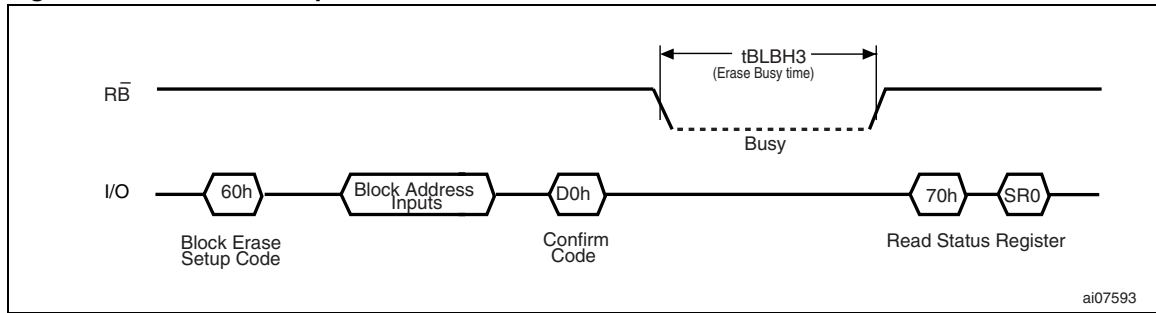 tBLBH3
(Erase Busy time)
RB̅
Busy
I/O
60h
Block Address
Inputs
D0h
70h
SR0
Block Erase
Setup Code
Confirm
Code
Read Status Register
ai07593